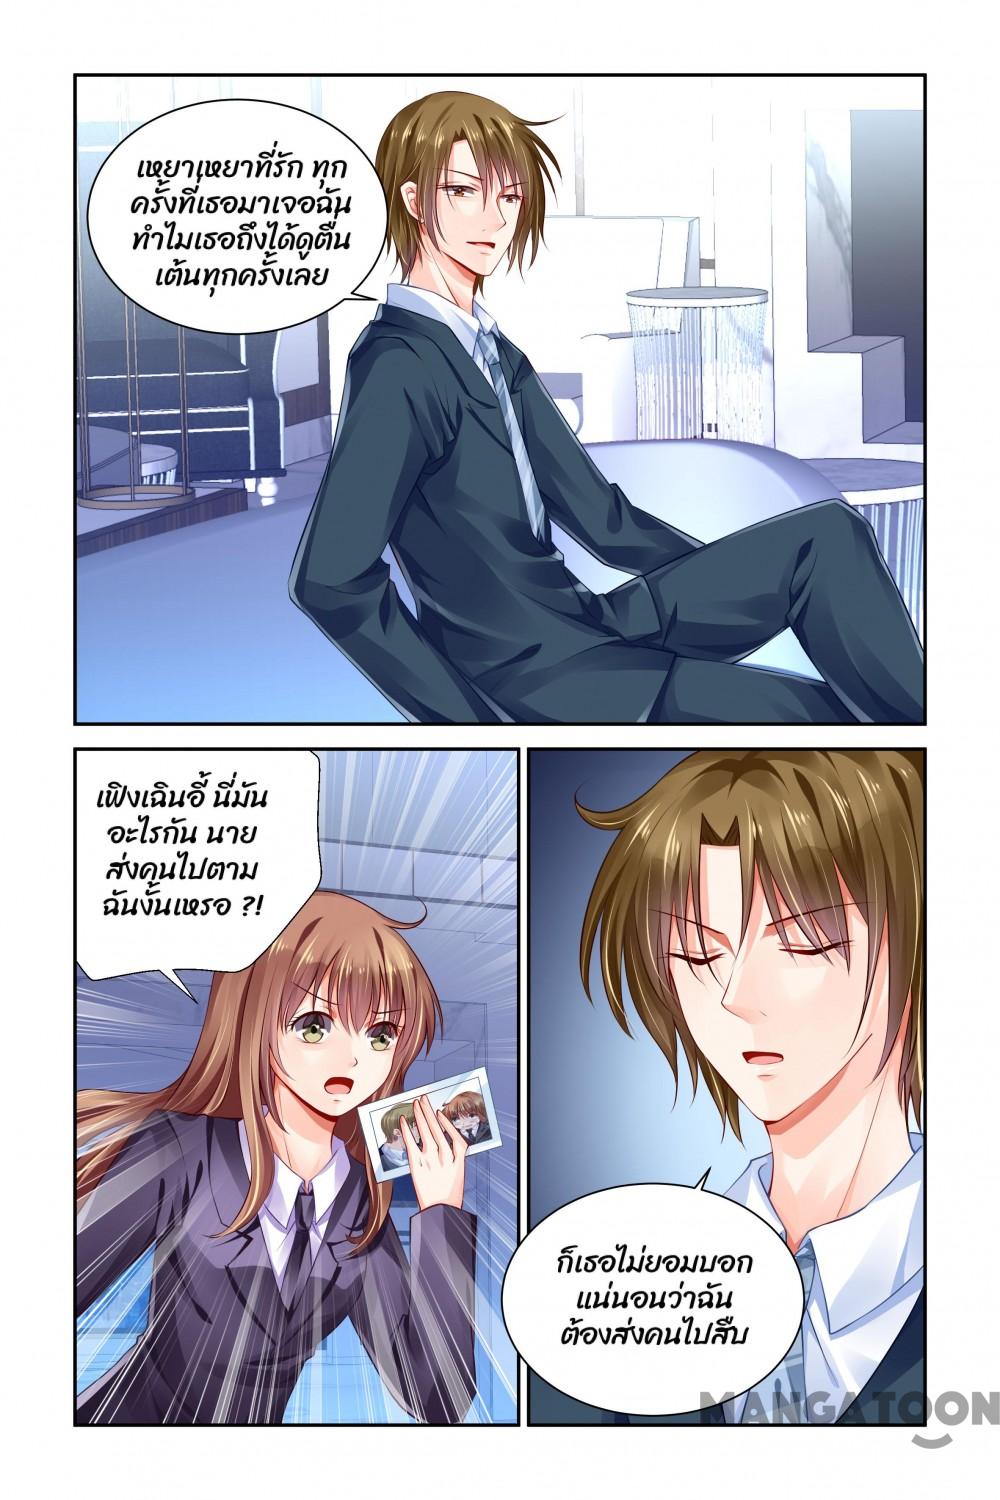 เหยาเหยาที่รัก ทุก
ครั้งที่เธอมาเจอฉัน
ทำไมเธอถึงได้ดูตื่น
เต้นทุกครั้งเลย
เฟิงเฉินอี้ นี่มัน
อะไรกัน นาย
ส่งคนไปตาม
ฉันงั้นเหรอ ?!
ก็เธอไม่ยอมบอก
แน่นอนว่าฉัน
ต้องส่งคนไปสืบ
MANGATOON